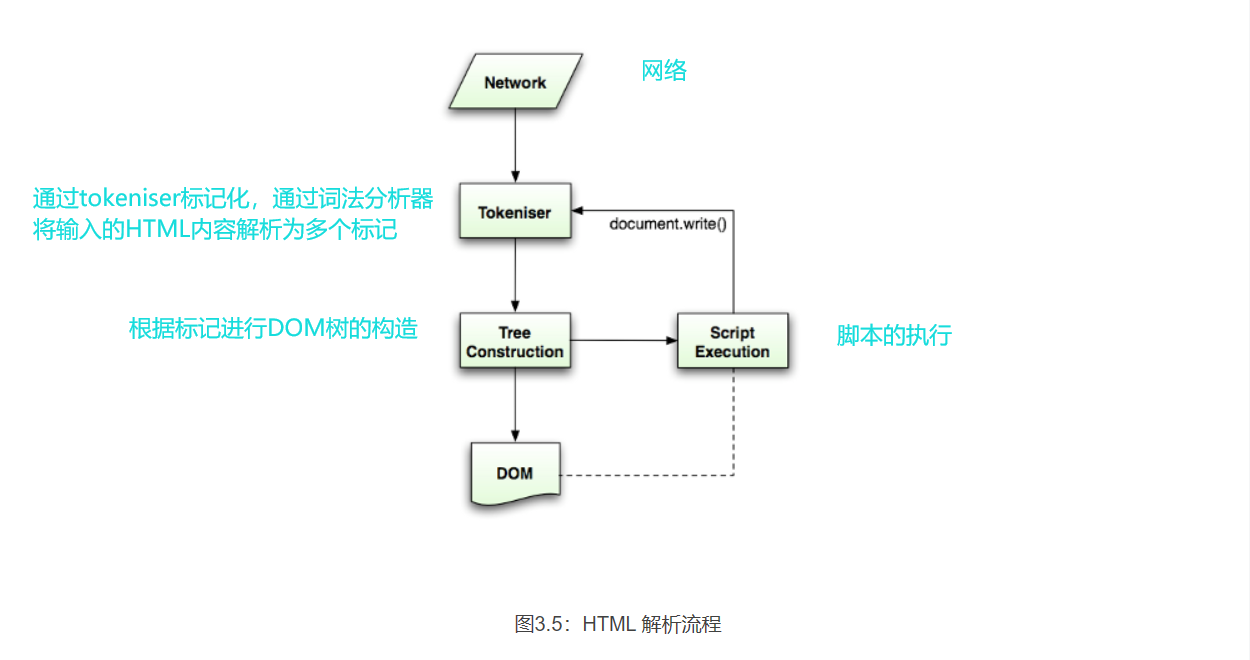 Network
网络
通过tokeniser标记化，通过词法分析器
将输入的HTML内容解析为多个标记
Tokeniser
document.write()
根据标记进行DOM树的构造
Tree
Construction
Script
Execution
脚本的执行
DOM
图3.5：HTML 解析流程